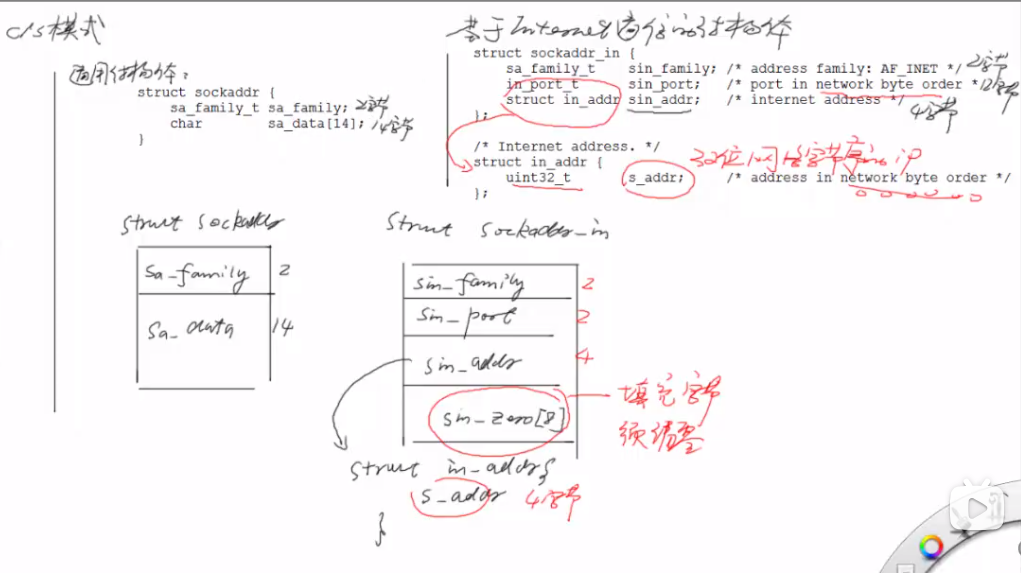 C/S模式
通用结构体:
struct sockaddr {
sa_family_t sa_family; 2字节
char sa_data[14]; 14字节
}
基于Internet通信的结构体
struct sockaddr_in {
sa_family_t sin_family; /* address family: AF_INET */ 2字节
in_port_t sin_port; /* port in network byte order */ 2字节
struct in_addr sin_addr; /* internet address */ 4字节
};
/* Internet address. */
struct in_addr { 32位网络字节序的ip
uint32_t s_addr; /* address in network byte order */
};
struct sockaddr
sa_family 2
sa_data 14
struct sockaddr_in
sin_family 2
sin_port 2
sin_addr 4
sin_zero[8] 填充字节
须清零
struct in_addr{
s_addr 4字节
}